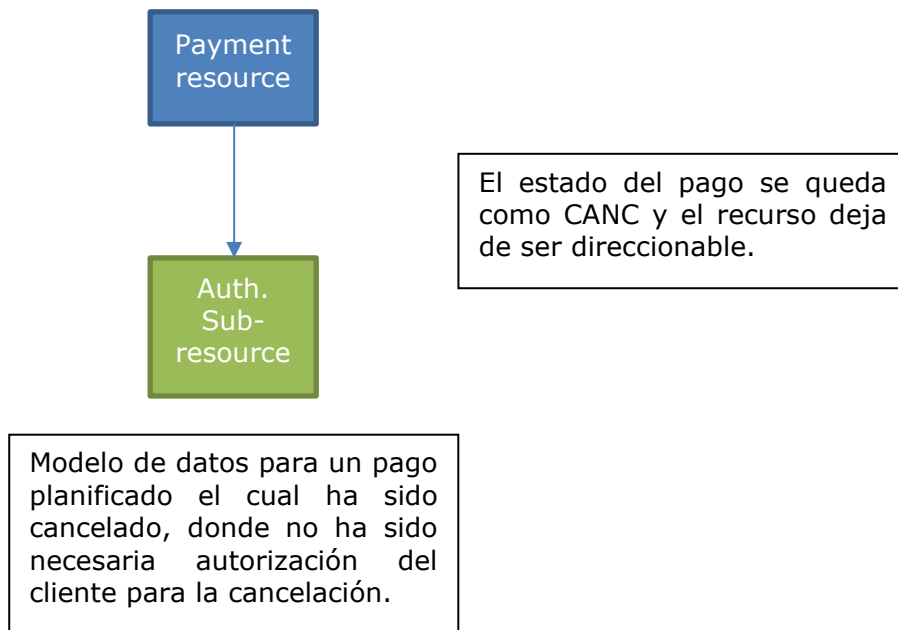 Payment
resource
El estado del pago se queda
como CANC y el recurso deja
de ser direccionable.
Auth.
Sub-
resource
Modelo de datos para un pago
planificado el cual ha sido
cancelado, donde no ha sido
necesaria autorización del
cliente para la cancelación.